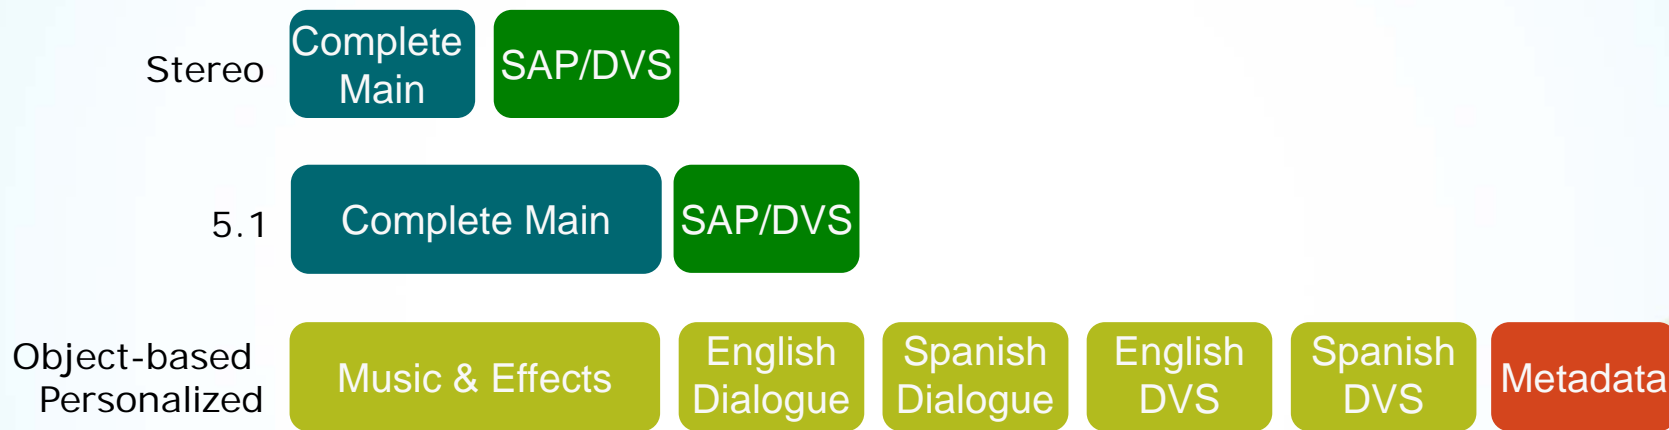 Stereo
Complete
Main
SAP/DVS
5.1
Complete Main
SAP/DVS
Object-based
Personalized
Music & Effects
English
Dialogue
Spanish
Dialogue
English
DVS
Spanish
DVS
Metadata